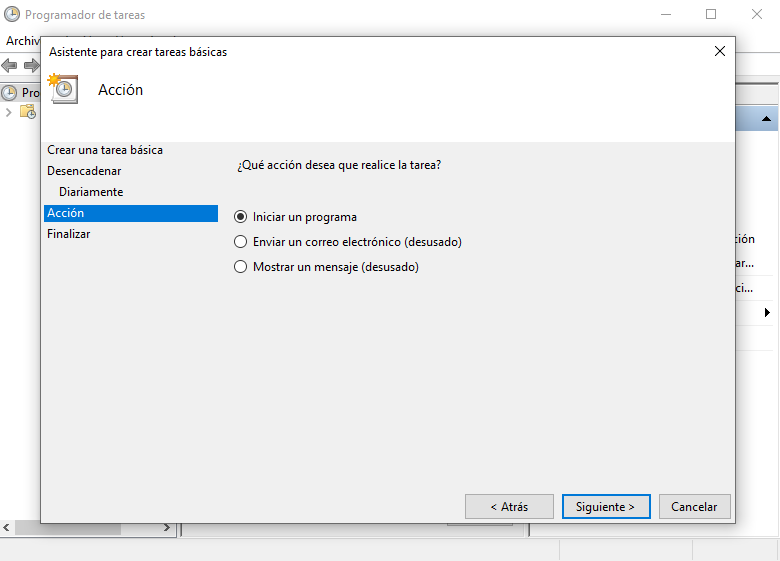 Programador de tareas
Archiv
Asistente para crear tareas básicas
Acción
Pro
Crear una tarea básica
¿Qué acción desea que realice la tarea?
Desencadenar
Diariamente
Acción
Iniciar un programa
Finalizar
Enviar un correo electrónico (desusado)
ción
Mostrar un mensaje (desusado)
ar...
ci...
< Atrás
Siguiente >
Cancelar